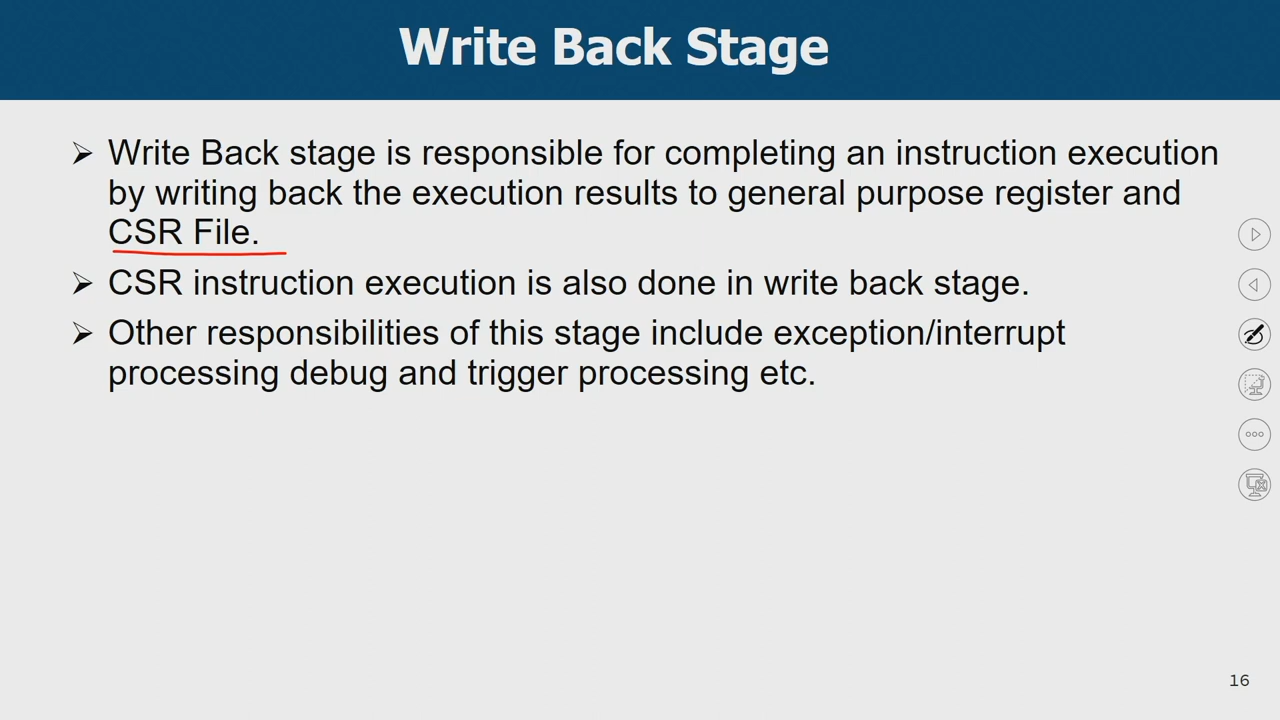 Write Back Stage
Write Back stage is responsible for completing an instruction execution
by writing back the execution results to general purpose register and
CSR File.
CSR instruction execution is also done in write back stage.
Other responsibilities of this stage include exception/interrupt
processing debug and trigger processing etc.
16